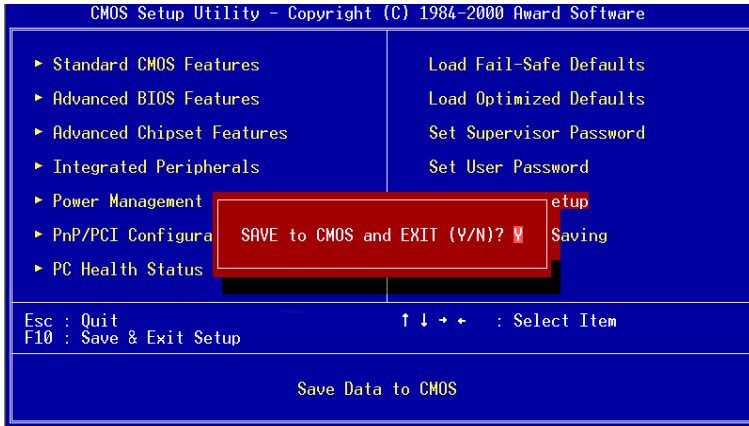 CMOS Setup Utility - Copyright (C) 1984-2000 Award Software
► Standard CMOS Features
► Advanced BIOS Features
► Advanced Chipset Features
► Integrated Peripherals
► Power Management
► PnP/PCI Configura
► PC Health Status
Load Fail-Safe Defaults
Load Optimized Defaults
Set Supervisor Password
Set User Password
etup
Saving
SAVE to CMOS and EXIT (Y/N)? Y
Esc : Quit
F10 : Save & Exit Setup
↑ ↓ → ← : Select Item
Save Data to CMOS